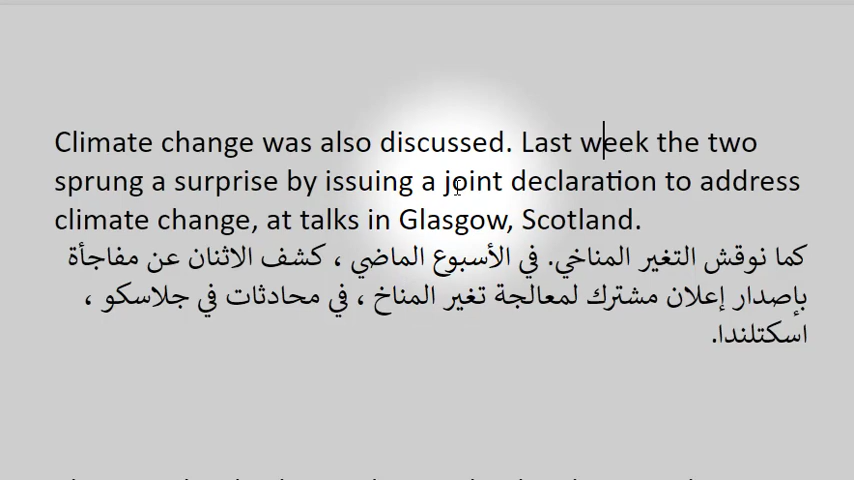 Climate change was also discussed. Last week the two
sprung a surprise by issuing a joint declaration to address
climate change, at talks in Glasgow, Scotland.
كما نوقش التغير المناخي. في الأسبوع الماضي ، كشف الاثنان عن مفاجأة
بإصدار إعلان مشترك لمعالجة تغير المناخ ، في محادثات في جلاسكو ،
اسكتلندا.